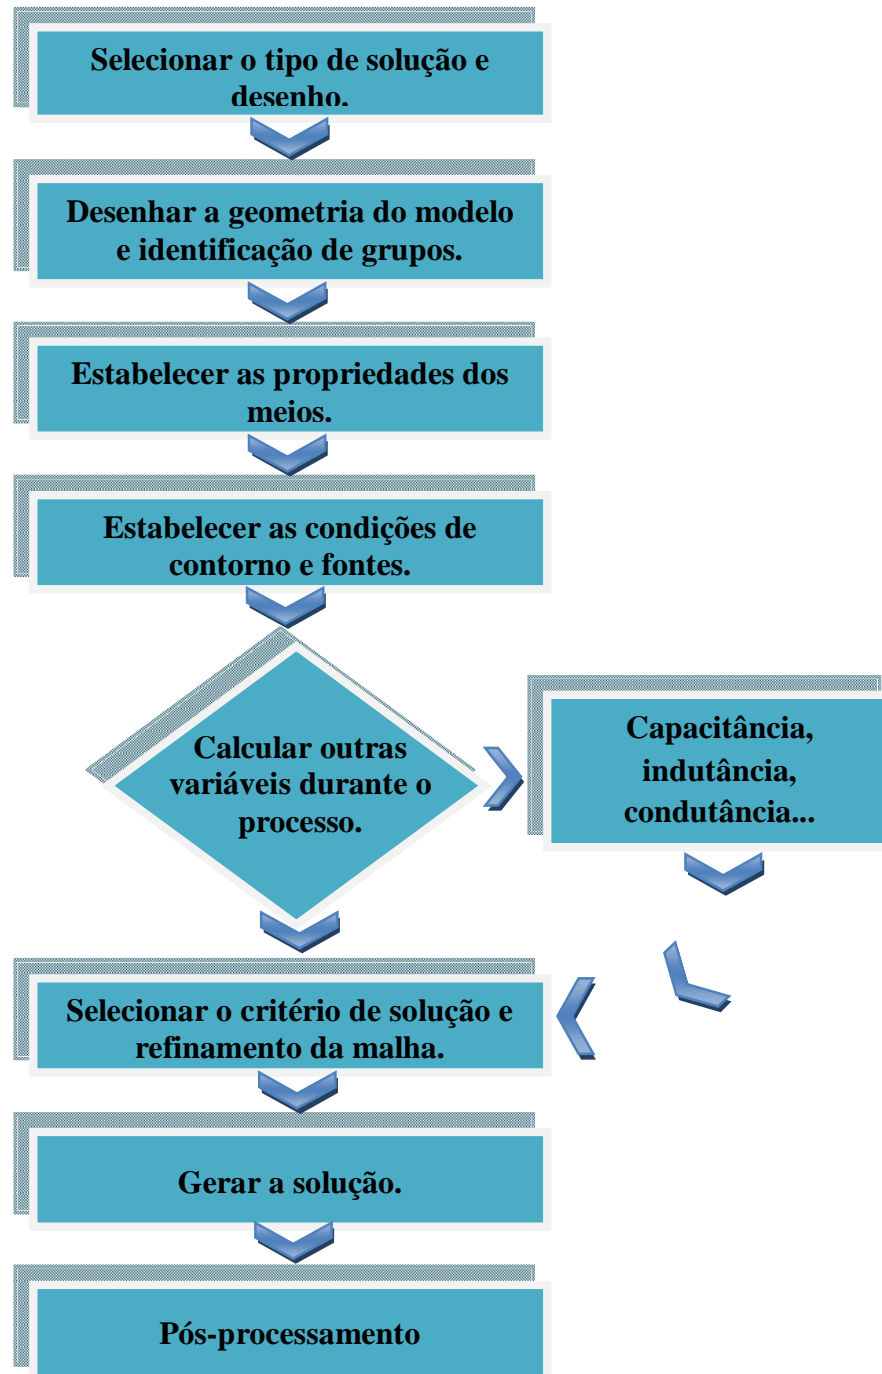 Selecionar o tipo de solução e
desenho.
Desenhar a geometria do modelo
e identificação de grupos.
Estabelecer as propriedades dos
meios.
Estabelecer as condições de
contorno e fontes.
Calcular outras
variáveis durante o
processo.
Capacitância,
indutância,
condutância...
Selecionar o critério de solução e
refinamento da malha.
Gerar a solução.
Pós-processamento